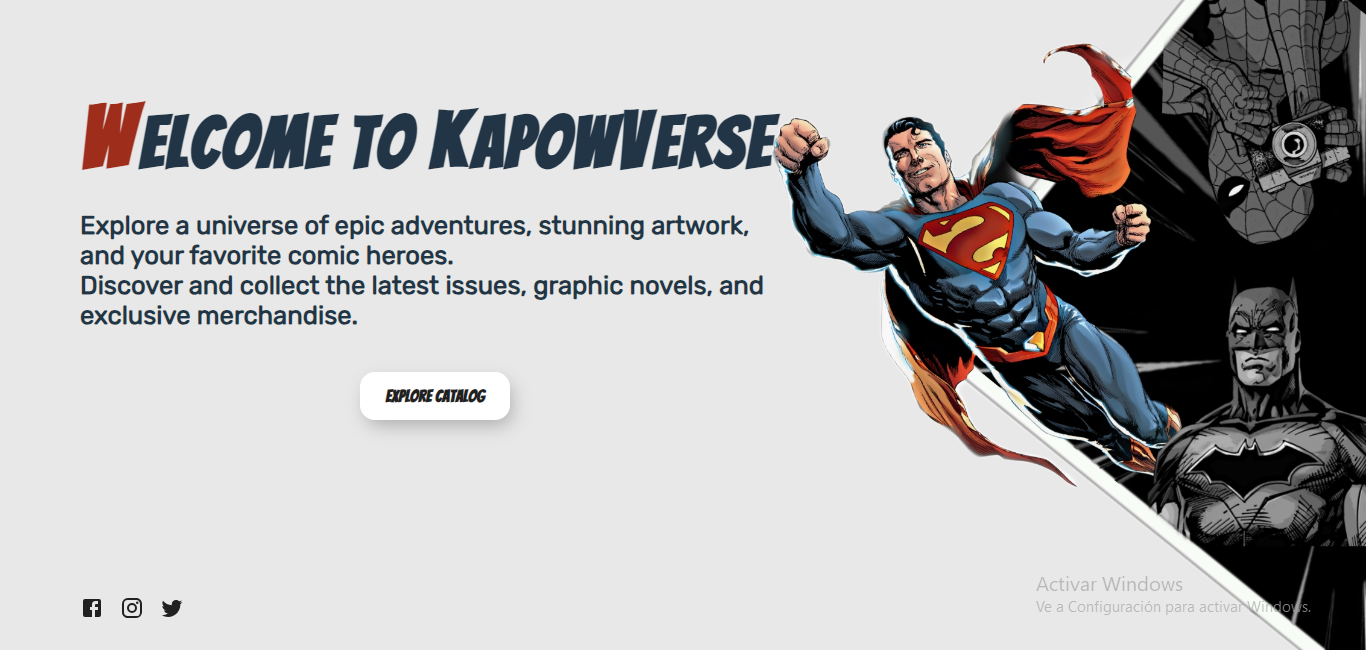 Welcome to KapowVerse
Explore a universe of epic adventures, stunning artwork,
and your favorite comic heroes.
Discover and collect the latest issues, graphic novels, and
exclusive merchandise.
EXPLORE CATALOG
Activar Windows
Ve a Configuración para activar Windows.